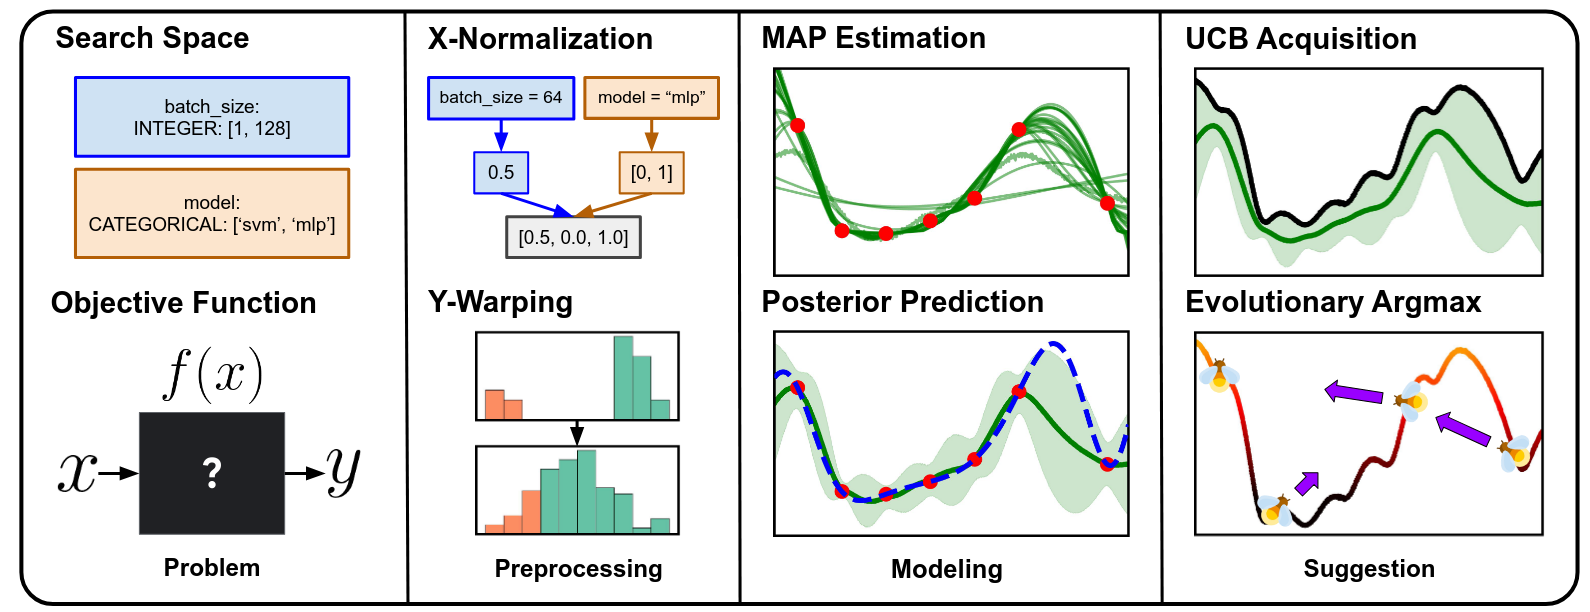 Search Space
batch_size:
INTEGER: [1, 128]
model:
CATEGORICAL: [‘svm’, ‘mlp’]
Objective Function
f(x)
x
?
y
Problem
X-Normalization
batch_size = 64
model = “mlp”
0.5
[0, 1]
[0.5, 0.0, 1.0]
Y-Warping
Preprocessing
MAP Estimation
Posterior Prediction
Modeling
UCB Acquisition
Evolutionary Argmax
Suggestion